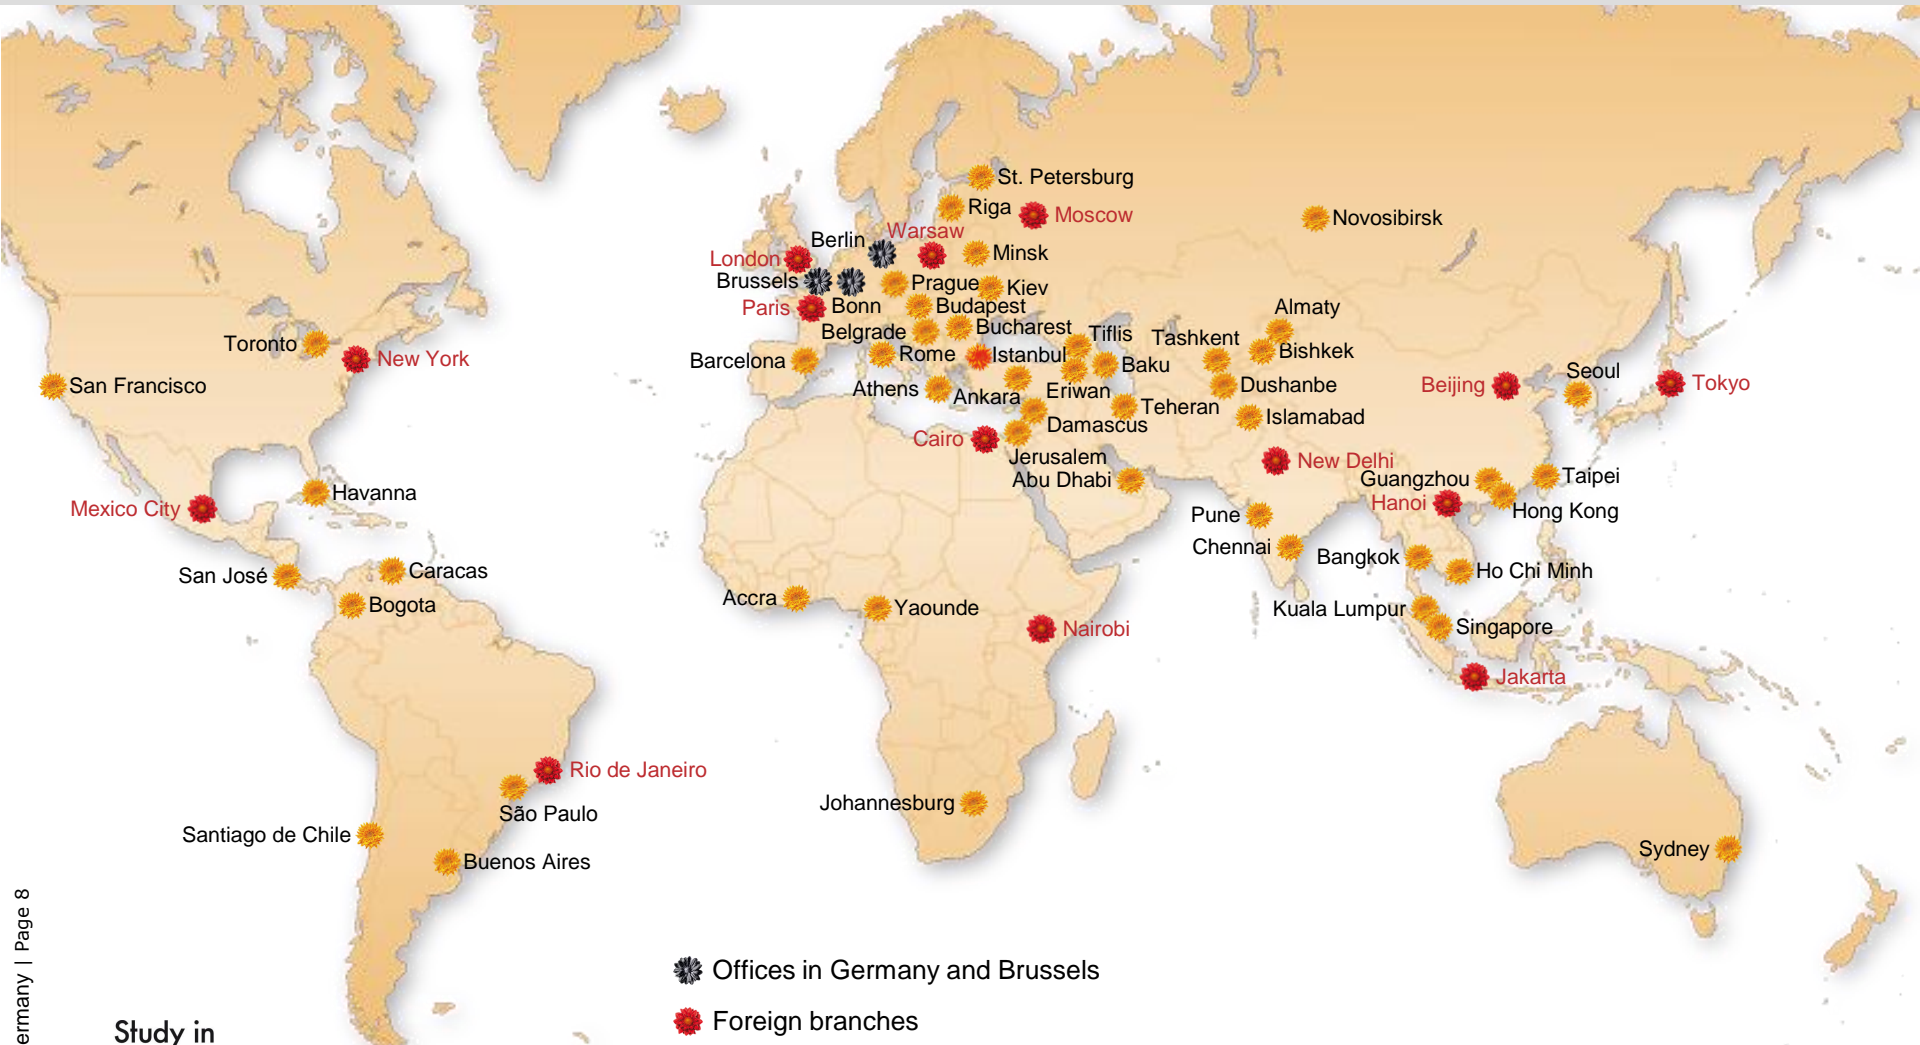 St. Petersburg
Riga
Moscow
Novosibirsk
Berlin
Warsaw
London
Minsk
Brussels
Prague
Kiev
Paris
Bonn
Budapest
Almaty
Belgrade
Bucharest
Tiflis
Tashkent
Toronto
New York
Barcelona
Rome
Istanbul
Baku
Bishkek
San Francisco
Athens
Ankara
Eriwan
Dushanbe
Beijing
Seoul
Tokyo
Teheran
Islamabad
Damascus
Cairo
Jerusalem
New Delhi
Abu Dhabi
Guangzhou
Taipei
Havanna
Mexico City
Hanoi
Hong Kong
Pune
Chennai
Bangkok
Ho Chi Minh
San José
Caracas
Bogota
Accra
Yaounde
Kuala Lumpur
Nairobi
Singapore
Jakarta
Rio de Janeiro
São Paulo
Johannesburg
Santiago de Chile
Buenos Aires
Sydney
ermany | Page 8
Offices in Germany and Brussels
Foreign branches
Study in